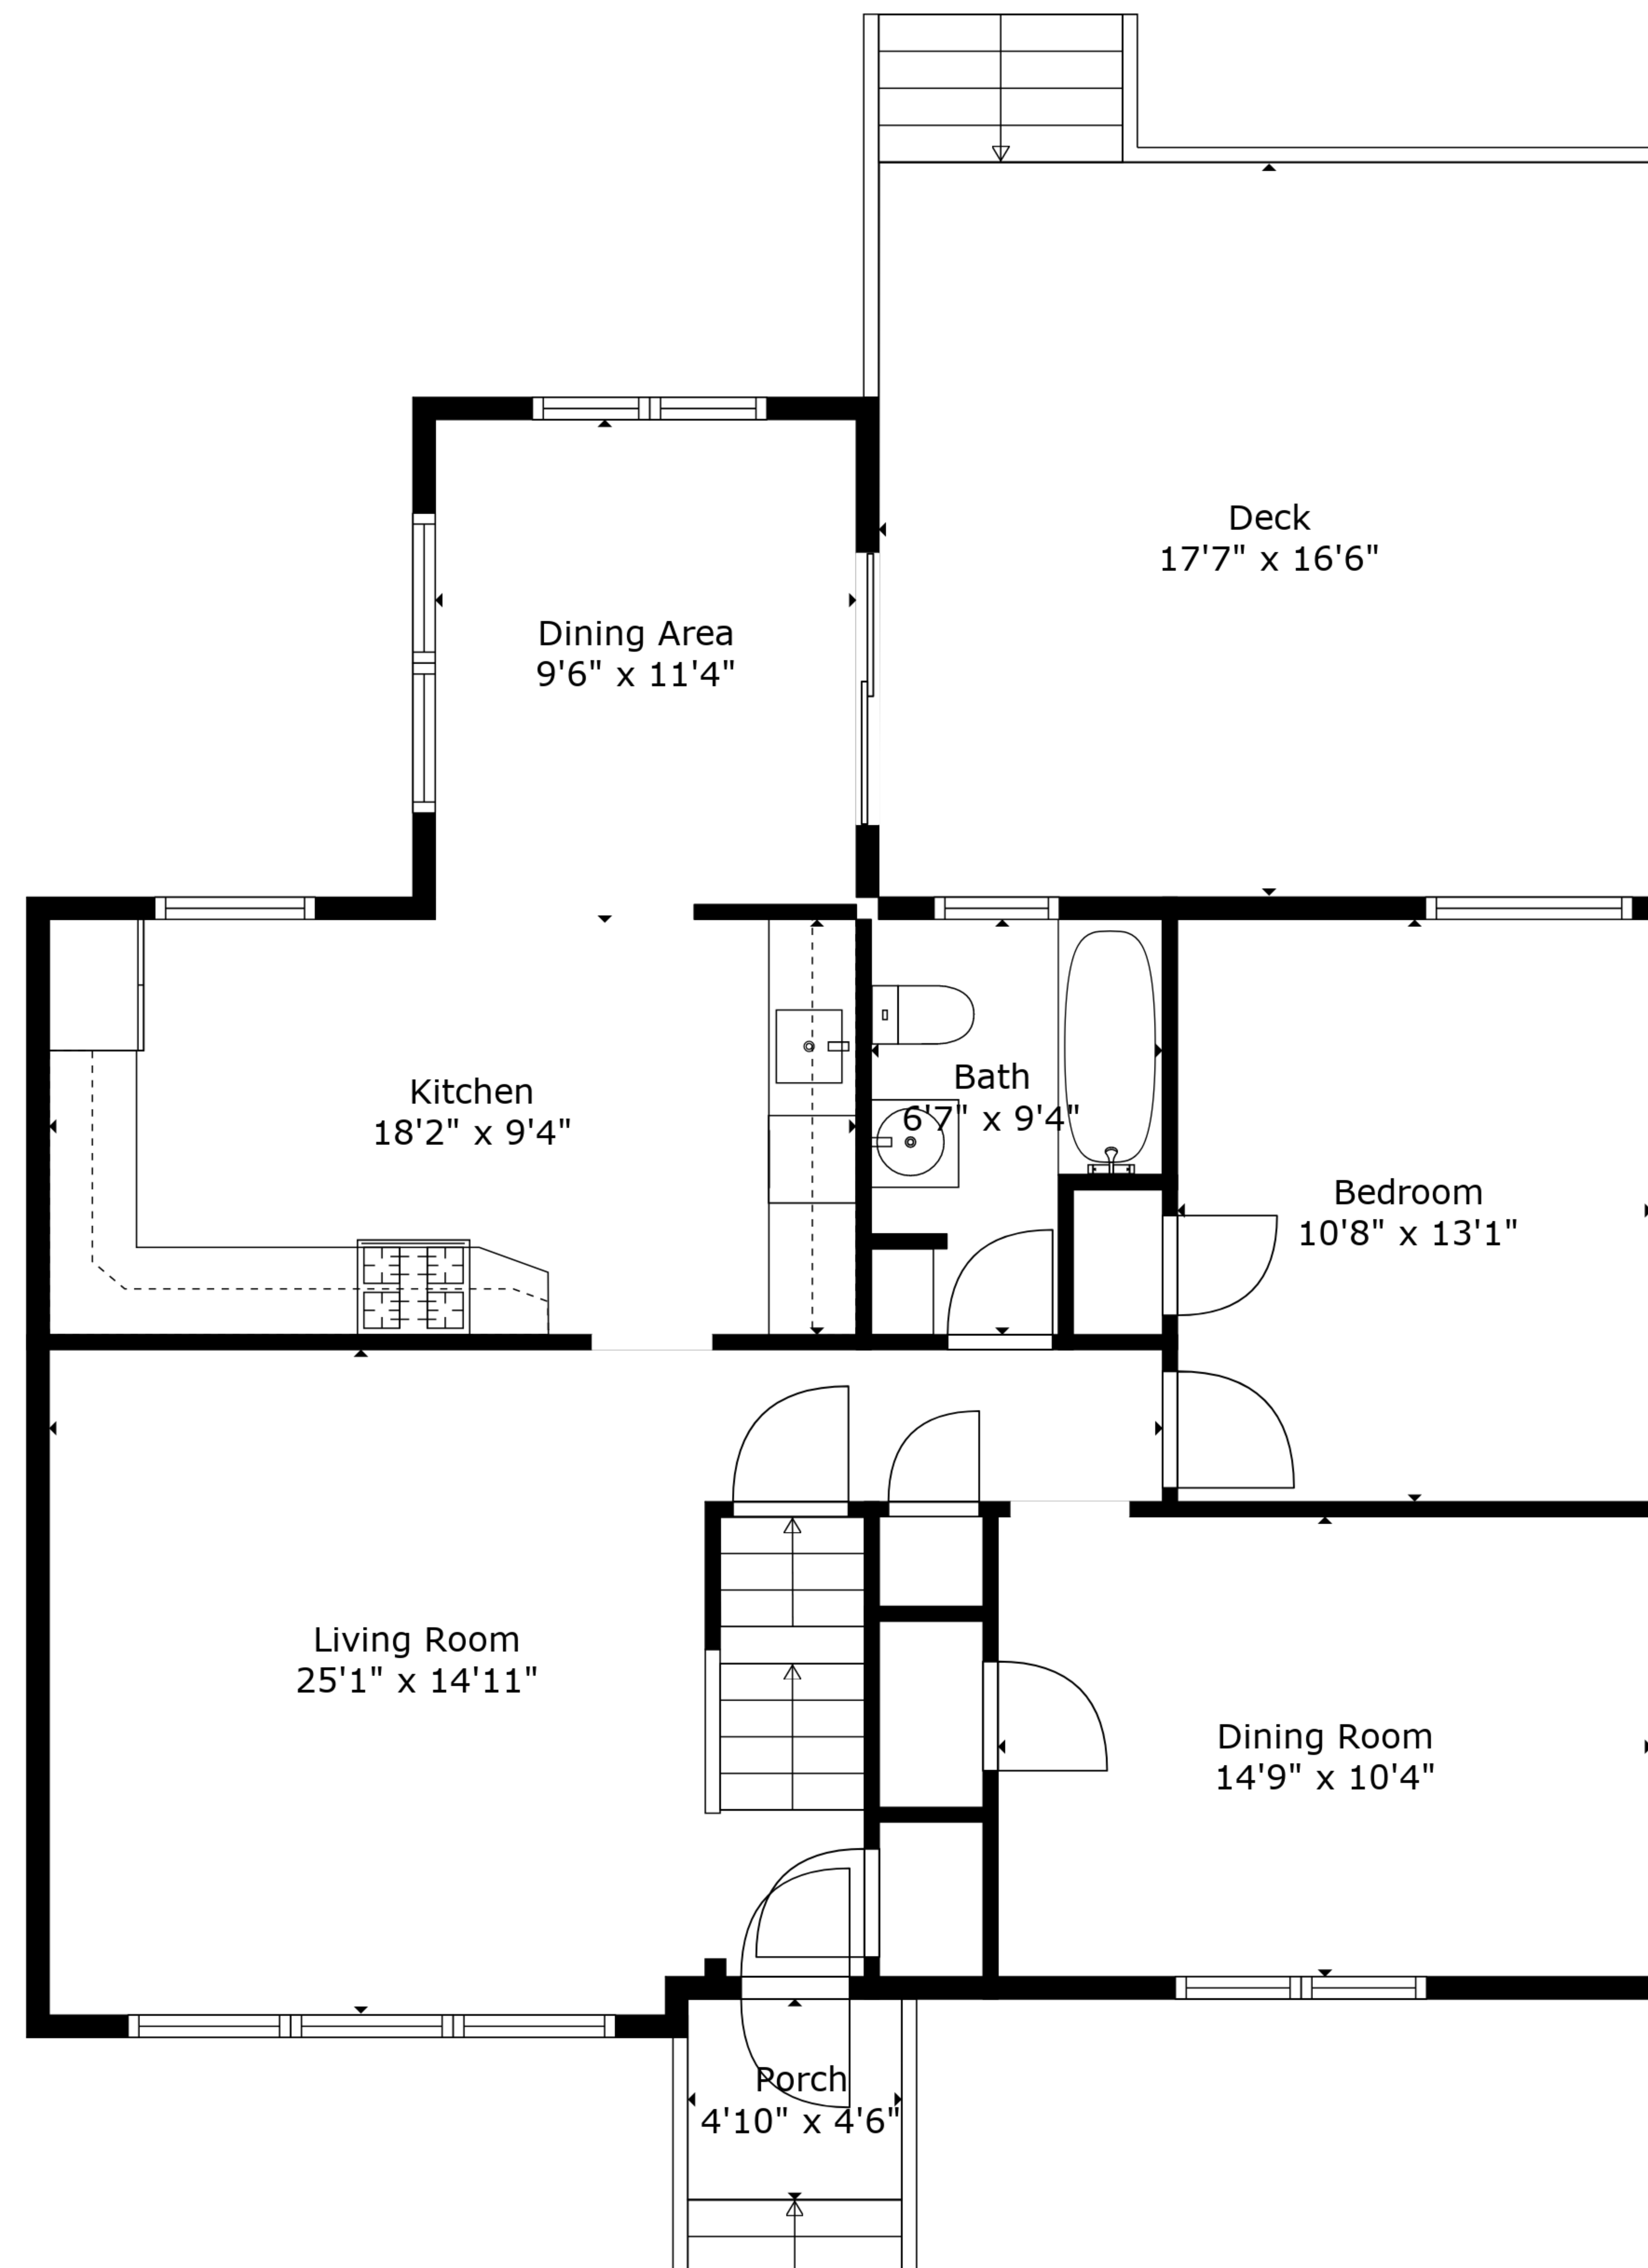 Deck
17'7" x 16'6"
Dining Area
9'6" x 11'4"
Kitchen
18'2" x 9'4"
Bath
6'7" x 9'4"
Bedroom
10'8" x 13'1"
Living Room
25'1" x 14'11"
Dining Room
14'9" x 10'4"
Porch
4'10" x 4'6"